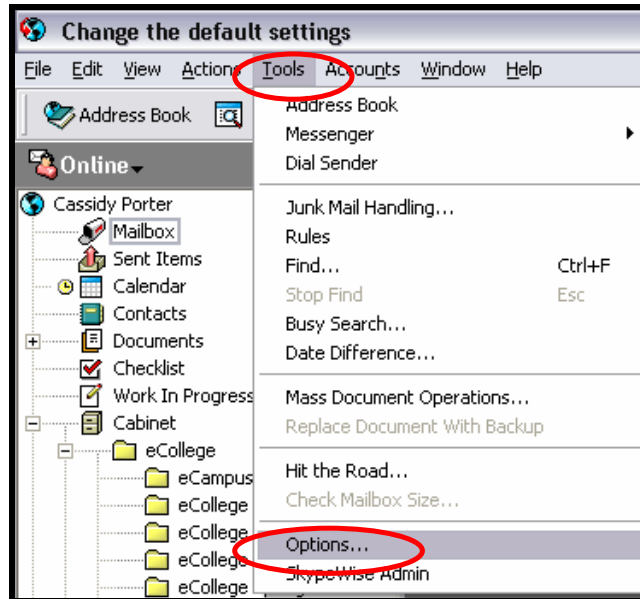 Change the default settings
File Edit View Actions Tools Accounts Window Help
Address Book
Online
Cassidy Porter
Mailbox
Sent Items
Calendar
Contacts
Documents
Checklist
Work In Progress
Cabinet
eCollege
eCampus
eCollege
eCollege
eCollege
eCollege
Address Book
Messenger
Dial Sender
Junk Mail Handling...
Rules
Find... Ctrl+F
Stop Find Esc
Busy Search...
Date Difference...
Mass Document Operations...
Replace Document With Backup
Hit the Road...
Check Mailbox Size...
Options...
SkypeWise Admin